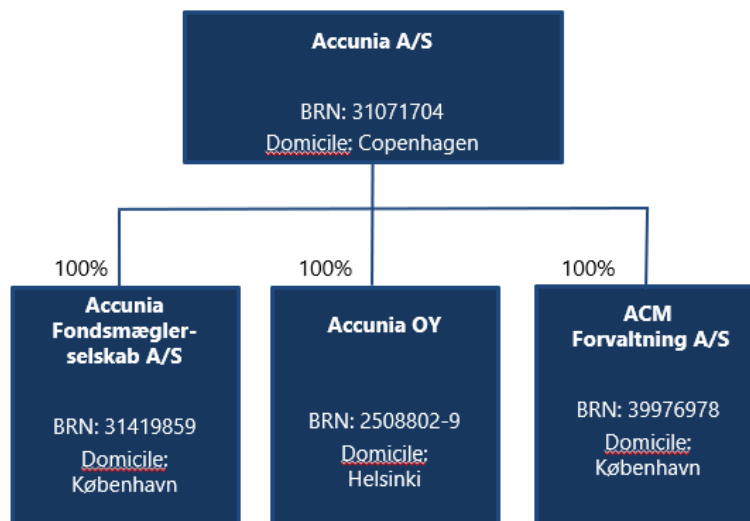 Accunia A/S
BRN: 31071704
Domicile: Copenhagen
100%
100%
100%
Accunia
Fondsmægler-
selskab A/S
BRN: 31419859
Domicile:
København
Accunia OY
BRN: 2508802-9
Domicile:
Helsinki
ACM
Forvaltning A/S
BRN: 39976978
Domicile:
København